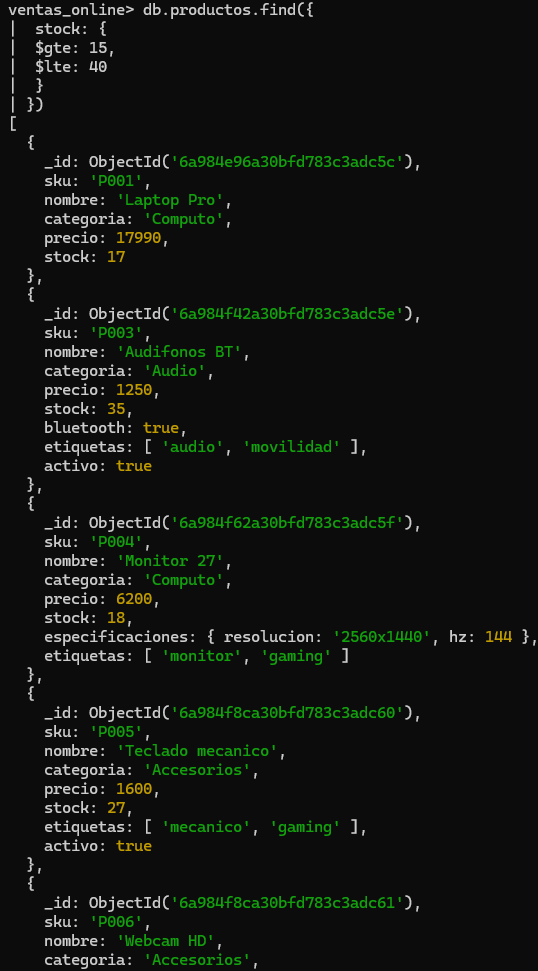 ventas_online> db.productos.find({
|  stock: {
|  $gte: 15,
|  $lte: 40
|  }
| })
[
  {
    _id: ObjectId('6a984e96a30bfd783c3adc5c'),
    sku: 'P001',
    nombre: 'Laptop Pro',
    categoria: 'Computo',
    precio: 17990,
    stock: 17
  },
  {
    _id: ObjectId('6a984f42a30bfd783c3adc5e'),
    sku: 'P003',
    nombre: 'Audifonos BT',
    categoria: 'Audio',
    precio: 1250,
    stock: 35,
    bluetooth: true,
    etiquetas: [ 'audio', 'movilidad' ],
    activo: true
  },
  {
    _id: ObjectId('6a984f62a30bfd783c3adc5f'),
    sku: 'P004',
    nombre: 'Monitor 27',
    categoria: 'Computo',
    precio: 6200,
    stock: 18,
    especificaciones: { resolucion: '2560x1440', hz: 144 },
    etiquetas: [ 'monitor', 'gaming' ]
  },
  {
    _id: ObjectId('6a984f8ca30bfd783c3adc60'),
    sku: 'P005',
    nombre: 'Teclado mecanico',
    categoria: 'Accesorios',
    precio: 1600,
    stock: 27,
    etiquetas: [ 'mecanico', 'gaming' ],
    activo: true
  },
  {
    _id: ObjectId('6a984f8ca30bfd783c3adc61'),
    sku: 'P006',
    nombre: 'Webcam HD',
    categoria: 'Accesorios',